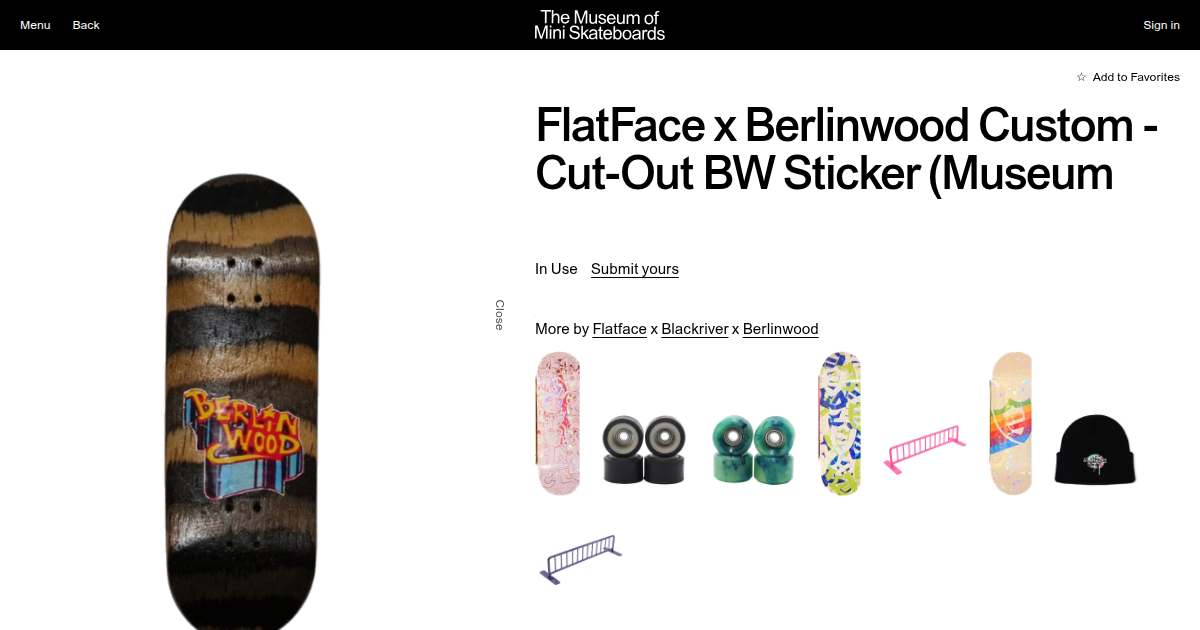 Menu
Back
The Museum of
Mini Skateboards
Sign in
☆ Add to Favorites
FlatFace x Berlinwood Custom -
Cut-Out BW Sticker (Museum
In Use
Submit yours
Close
More by Flatface x Blackriver x Berlinwood
BERLIN
WOOD